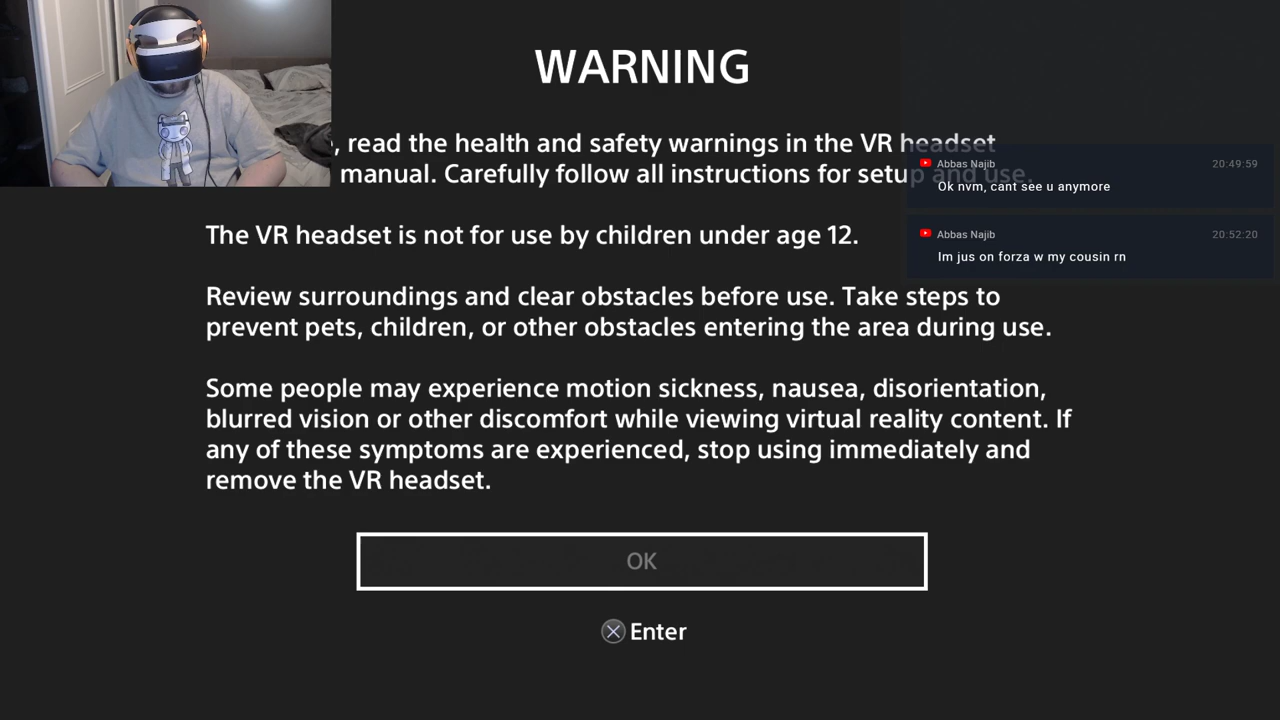 WARNING
, read the health and safety warnings in the VR headset
manual. Carefully follow all instructions for setup and use.
The VR headset is not for use by children under age 12.
Review surroundings and clear obstacles before use. Take steps to
prevent pets, children, or other obstacles entering the area during use.
Some people may experience motion sickness, nausea, disorientation,
blurred vision or other discomfort while viewing virtual reality content. If
any of these symptoms are experienced, stop using immediately and
remove the VR headset.
OK
Enter
Abbas Najib 20:49:59
Ok nvm, cant see u anymore
Abbas Najib 20:52:20
Im jus on forza w my cousin rn